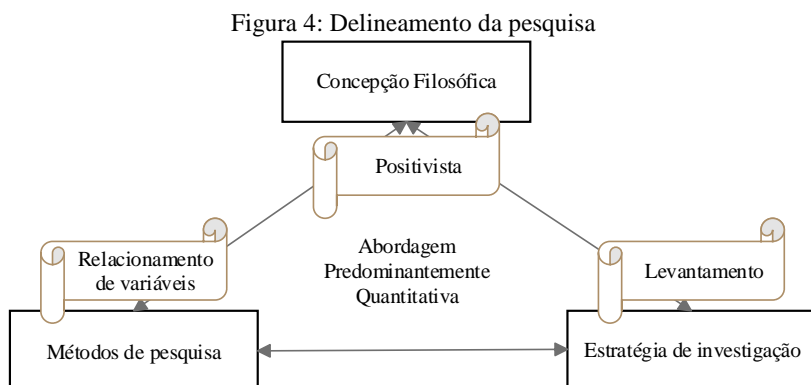 Figura 4: Delineamento da pesquisa
Concepção Filosófica
Positivista
Relacionamento
de variáveis
Abordagem
Predominantemente
Quantitativa
Levantamento
Métodos de pesquisa
Estratégia de investigação